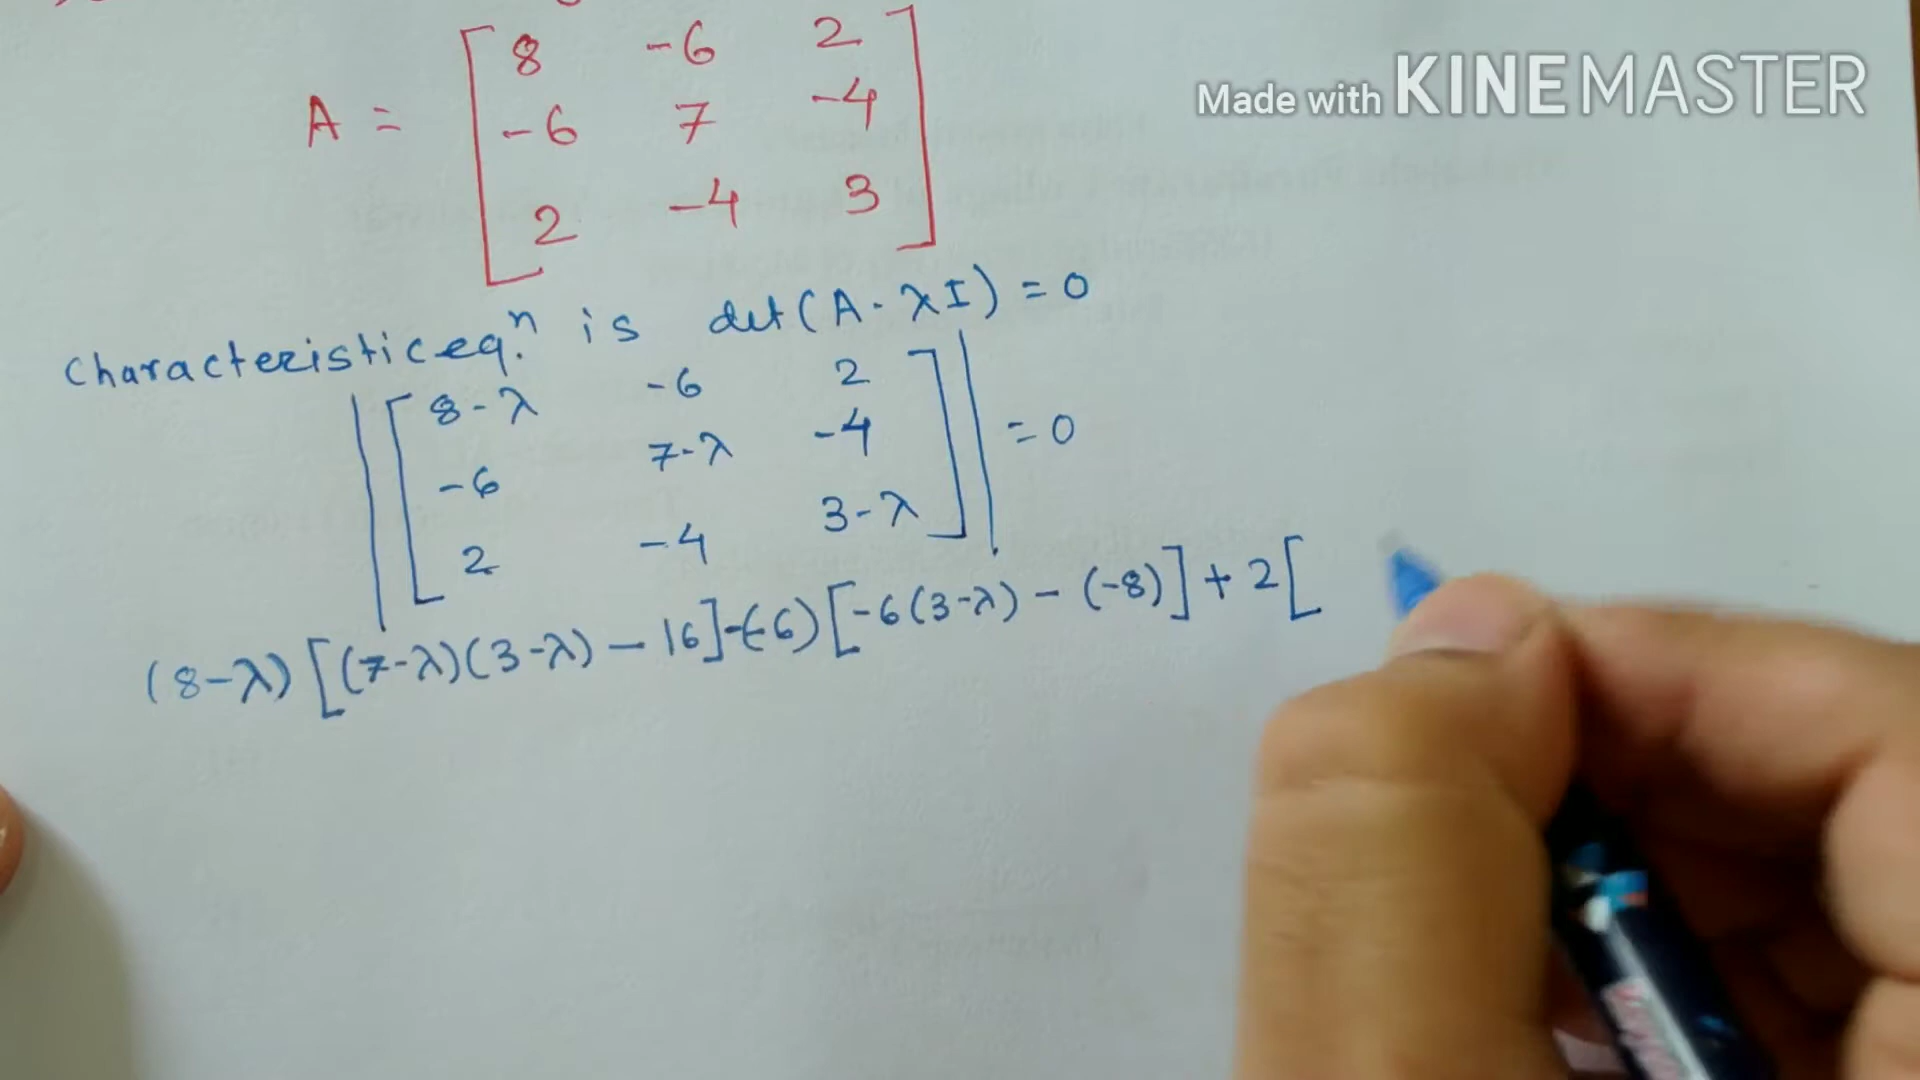 Made with KINEMASTER
8 -6 2
A = -6 7 -4
2 -4 3
Characteristic eq.ⁿ is det(A - λI) = 0
8-λ -6 2
-6 7-λ -4 = 0
2 -4 3-λ
(8-λ)[(7-λ)(3-λ) - 16] -(-6)[-6(3-λ) - (-8)] + 2[